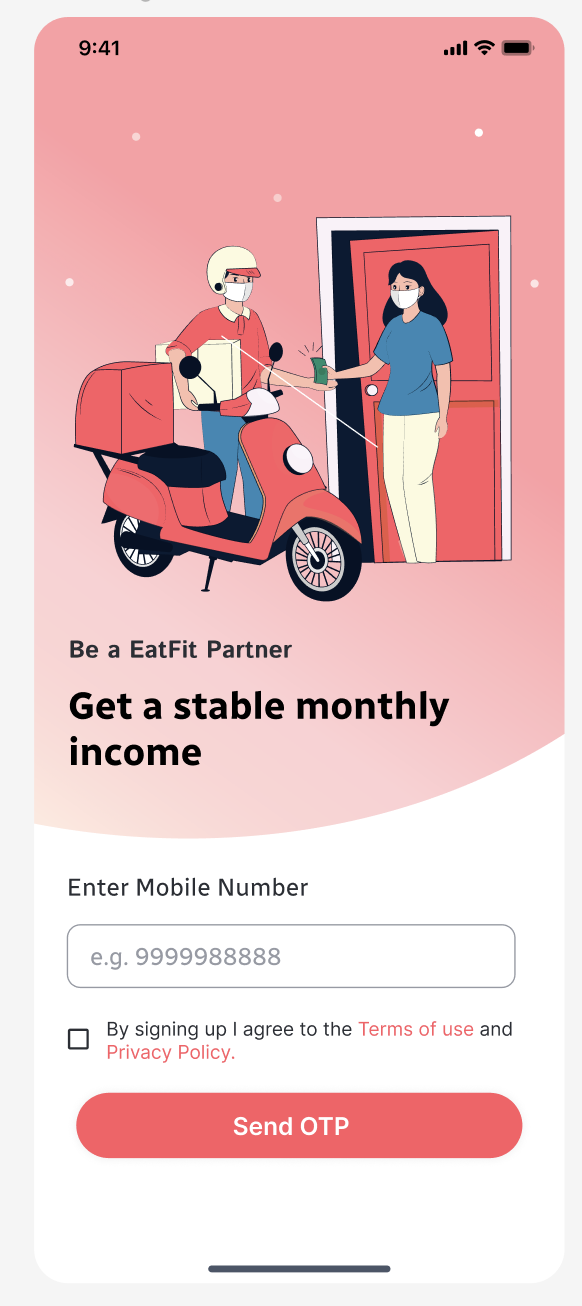 9:41
Be a EatFit Partner
Get a stable monthly
income
Enter Mobile Number
e.g. 9999988888
By signing up I agree to the Terms of use and
Privacy Policy.
Send OTP